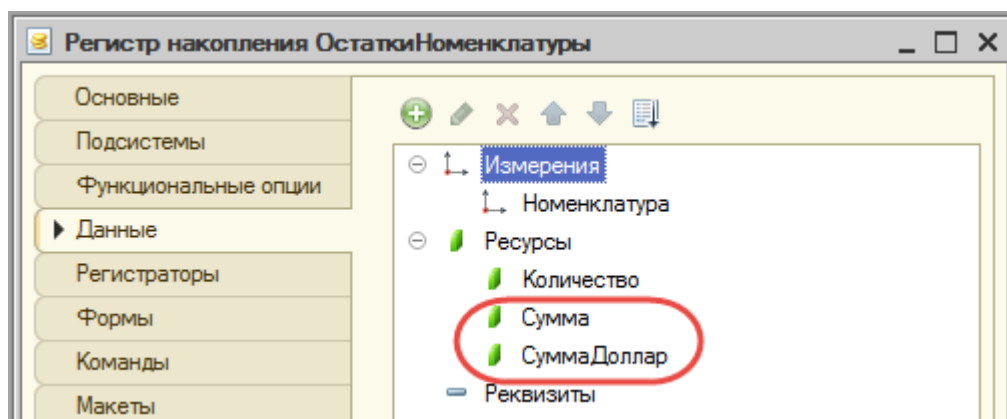 Регистр накопления ОстаткиНоменклатуры
Основные
Подсистемы
Функциональные опции
Данные
Регистраторы
Формы
Команды
Макеты
Измерения
Номенклатура
Ресурсы
Количество
Сумма
СуммаДоллар
Реквизиты